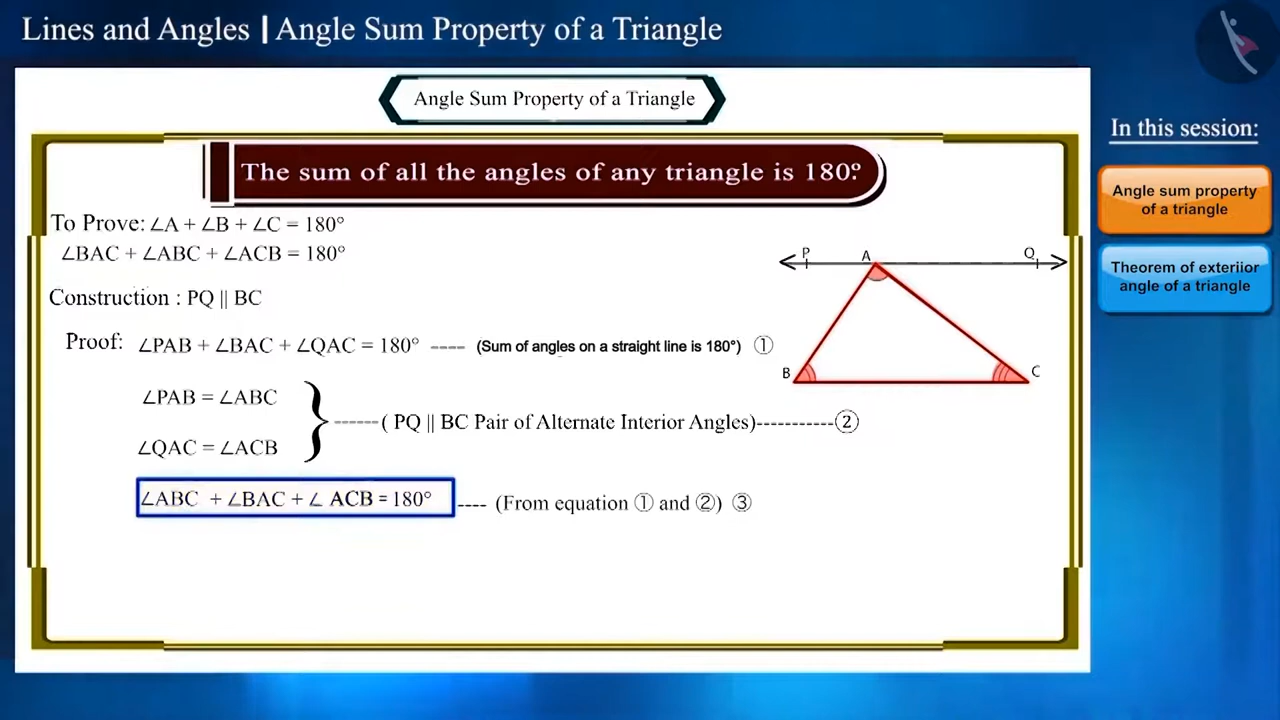 Lines and Angles | Angle Sum Property of a Triangle
Angle Sum Property of a Triangle
The sum of all the angles of any triangle is 180°.
To Prove: ∠A + ∠B + ∠C = 180°
∠BAC + ∠ABC + ∠ACB = 180°
Construction : PQ || BC
Proof: ∠PAB + ∠BAC + ∠QAC = 180° ---- (Sum of angles on a straight line is 180°) ①
∠PAB = ∠ABC
∠QAC = ∠ACB
} ------ ( PQ || BC Pair of Alternate Interior Angles)-----------②
∠ABC + ∠BAC + ∠ ACB = 180° ---- (From equation ① and ②) ③
P A Q
B C
In this session:
Angle sum property
of a triangle
Theorem of exteriior
angle of a triangle